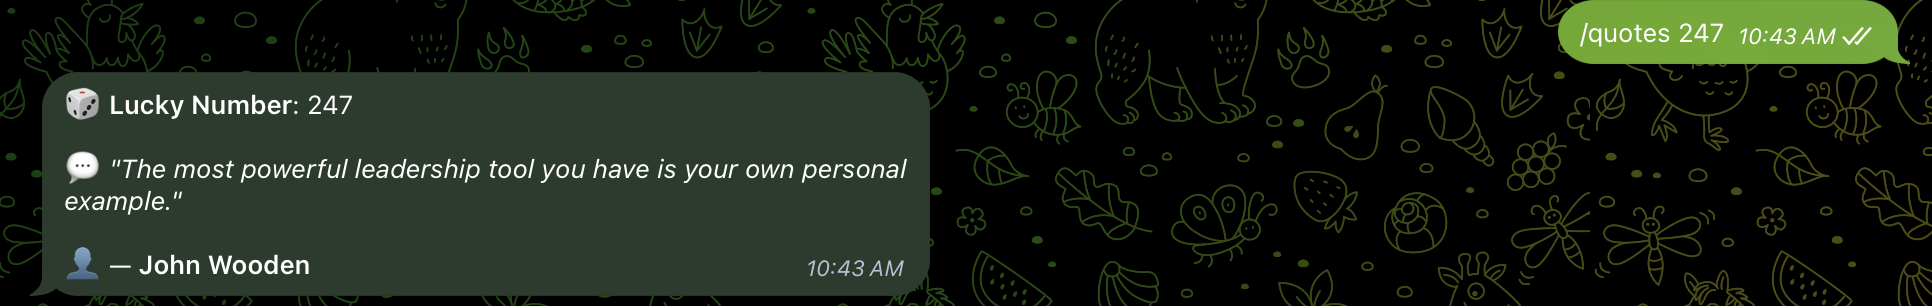 /quotes 247 10:43 AM
🎲 Lucky Number: 247
💬 "The most powerful leadership tool you have is your own personal
example."
👤 — John Wooden
10:43 AM